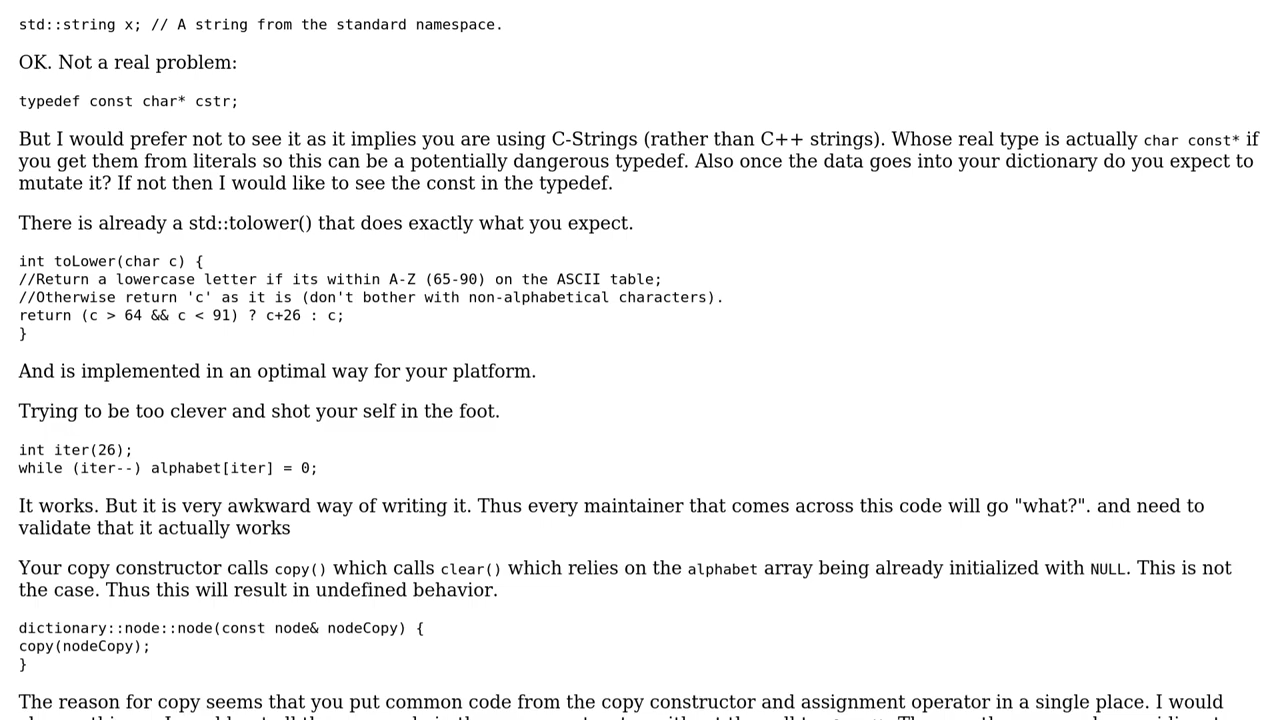 std::string x; // A string from the standard namespace.
OK. Not a real problem:
typedef const char* cstr;
But I would prefer not to see it as it implies you are using C-Strings (rather than C++ strings). Whose real type is actually char const* if
you get them from literals so this can be a potentially dangerous typedef. Also once the data goes into your dictionary do you expect to
mutate it? If not then I would like to see the const in the typedef.
There is already a std::tolower() that does exactly what you expect.
int toLower(char c) {
//Return a lowercase letter if its within A-Z (65-90) on the ASCII table;
//Otherwise return 'c' as it is (don't bother with non-alphabetical characters).
return (c > 64 && c < 91) ? c+26 : c;
}
And is implemented in an optimal way for your platform.
Trying to be too clever and shot your self in the foot.
int iter(26);
while (iter--) alphabet[iter] = 0;
It works. But it is very awkward way of writing it. Thus every maintainer that comes across this code will go "what?". and need to
validate that it actually works
Your copy constructor calls copy() which calls clear() which relies on the alphabet array being already initialized with NULL. This is not
the case. Thus this will result in undefined behavior.
dictionary::node::node(const node& nodeCopy) {
copy(nodeCopy);
}
The reason for copy seems that you put common code from the copy constructor and assignment operator in a single place. I would